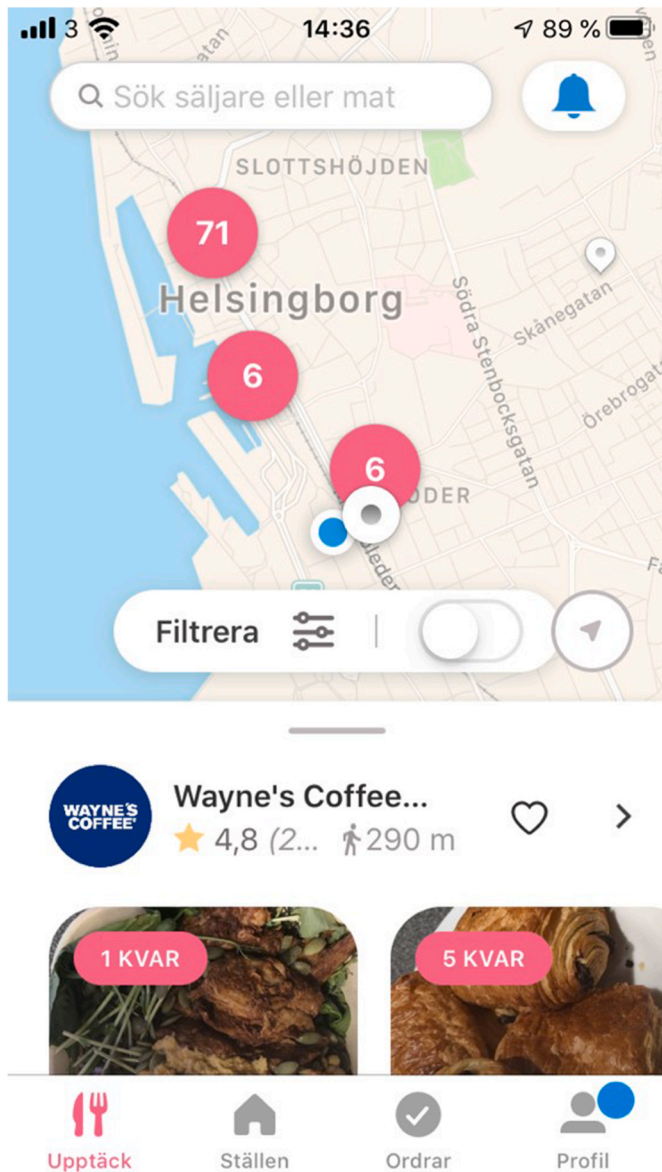 3 14:36 89 %
Sök säljare eller mat
SLOTTSHÖJDEN
71
Helsingborg
Skånegatan
Södra Stenbocksgatan
6
Örebrogat
6
ODER
Filtrera
WAYNE'S
COFFEE
Wayne's Coffee...
4,8 (2... 290 m
1 KVAR 5 KVAR
Upptäck Ställen Ordrar Profil